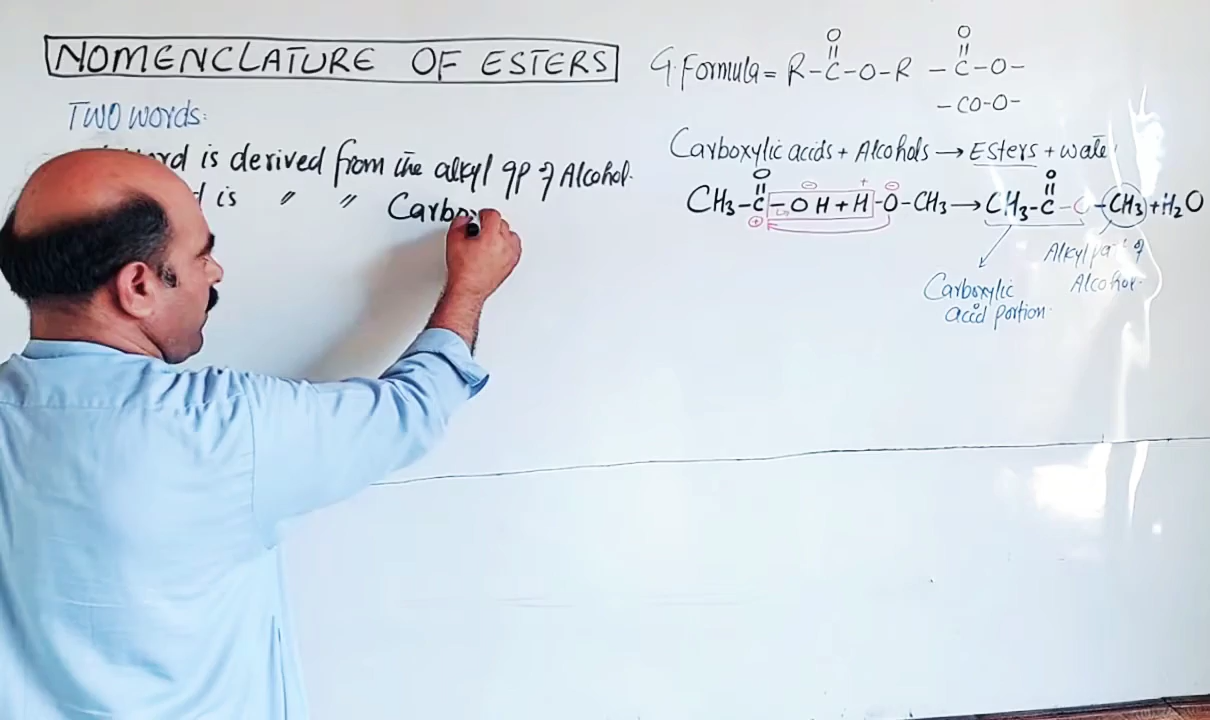 NOMENCLATURE OF ESTERS
TWO words:
is derived from the alkyl gp of Alcohol.
is " " Carbo
G.Formula = R-C-O-R -C-O-
O O
-CO-O-
Carboxylic acids + Alcohols → Esters + wate
O O
CH3-C-OH+H-O-CH3→CH3-C-O-CH3+H2O
Carboxylic
acid portion.
Alkyl part of
Alcohol.